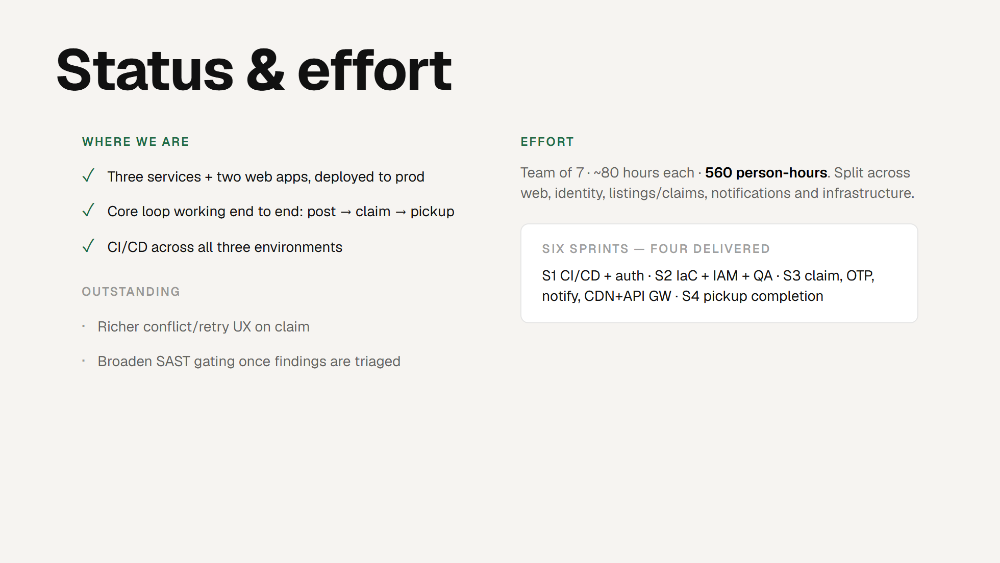 Status & effort
WHERE WE ARE
✓ Three services + two web apps, deployed to prod
✓ Core loop working end to end: post → claim → pickup
✓ CI/CD across all three environments
OUTSTANDING
· Richer conflict/retry UX on claim
· Broaden SAST gating once findings are triaged
EFFORT
Team of 7 · ~80 hours each · 560 person-hours. Split across
web, identity, listings/claims, notifications and infrastructure.
SIX SPRINTS — FOUR DELIVERED
S1 CI/CD + auth · S2 IaC + IAM + QA · S3 claim, OTP,
notify, CDN+API GW · S4 pickup completion